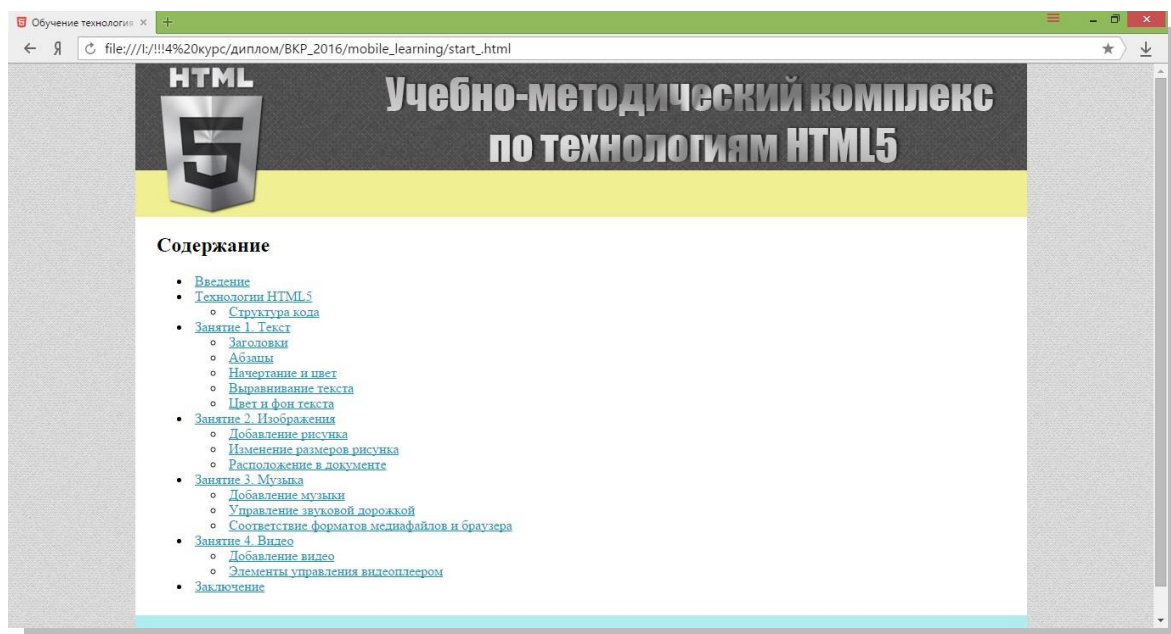 Обучение технология
file:///I:/!!!4%20курс/диплом/ВКР_2016/mobile_learning/start_.html
HTML
5
Учебно-методический комплекс
по технологиям HTML5
Содержание
Введение
Технологии HTML5
Структура кода
Занятие 1. Текст
Заголовки
Абзацы
Начертание и цвет
Выравнивание текста
Цвет и фон текста
Занятие 2. Изображения
Добавление рисунка
Изменение размеров рисунка
Расположение в документе
Занятие 3. Музыка
Добавление музыки
Управление звуковой дорожкой
Соответствие форматов медиафайлов и браузера
Занятие 4. Видео
Добавление видео
Элементы управления видеоплеером
Заключение